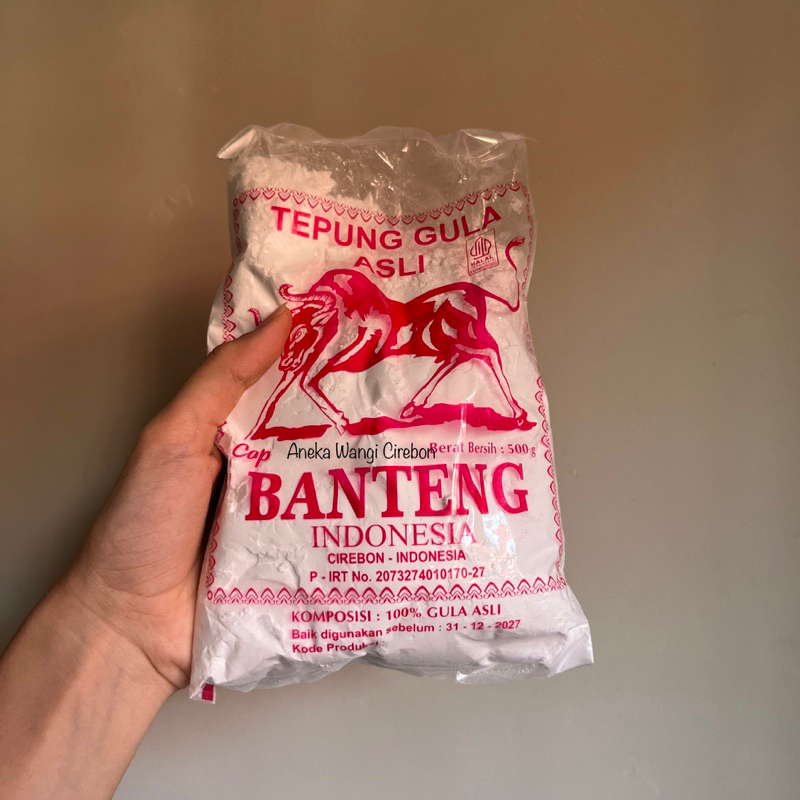 TEPUNG GULA
ASLI
HALAL
INDONESIA
Cap
Aneka Wangi Cirebon
Berat Bersih : 500 g
BANTENG
INDONESIA
CIREBON - INDONESIA
P - IRT No. 2073274010170-27
KOMPOSISI : 100% GULA ASLI
Baik digunakan sebelum : 31 - 12 - 2027
Kode Produksi :